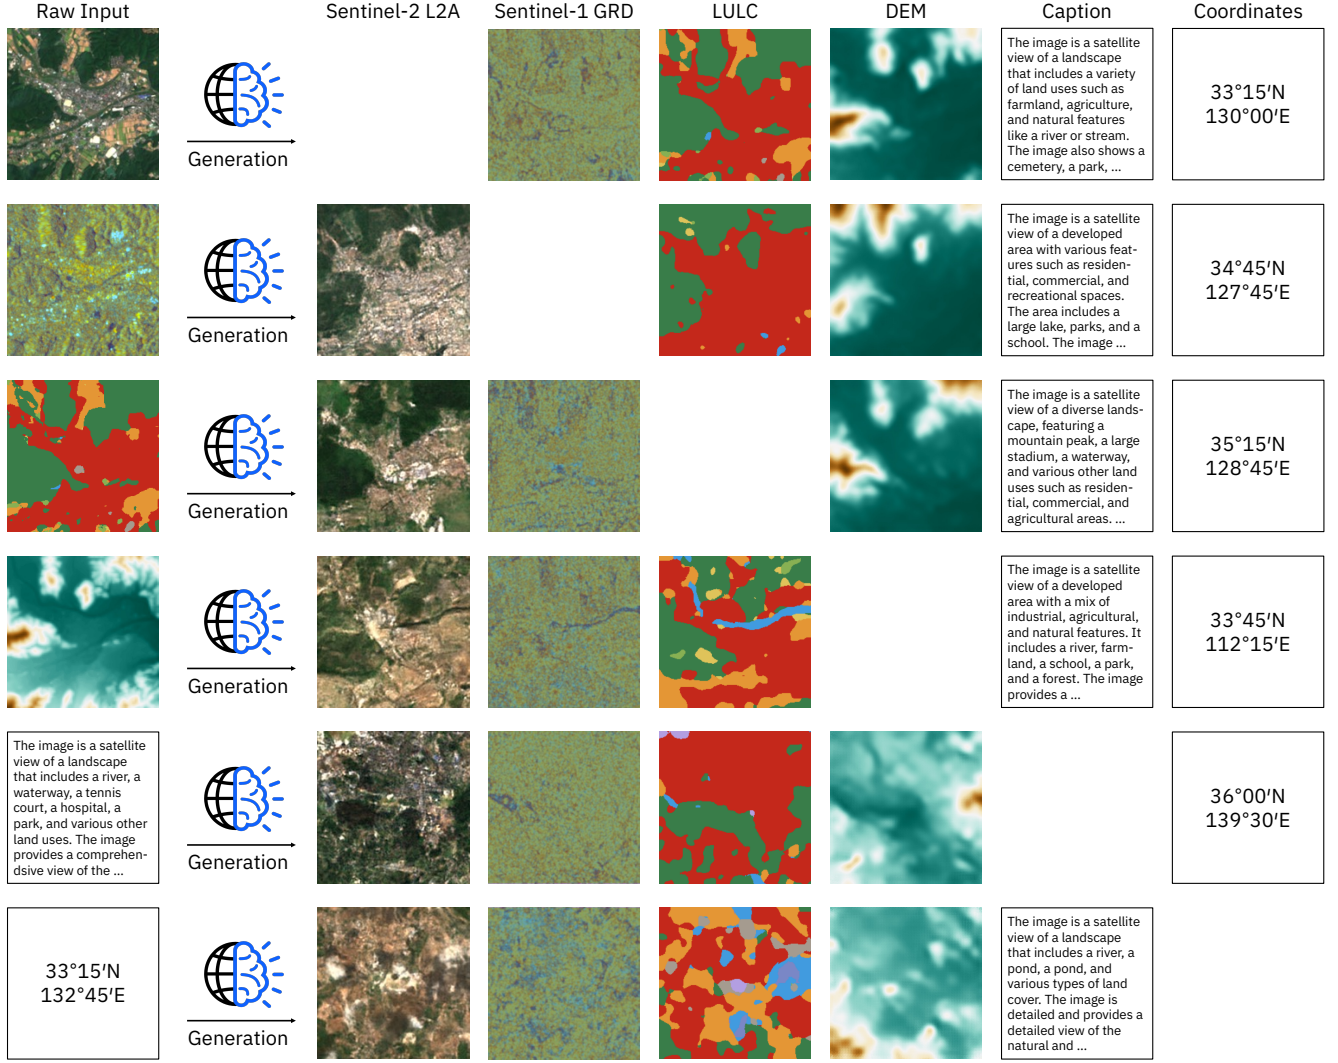 Raw Input
Sentinel-2 L2A
Sentinel-1 GRD
LULC
DEM
Caption
Coordinates
Generation
The image is a satellite
view of a landscape
that includes a variety
of land uses such as
farmland, agriculture,
and natural features
like a river or stream.
The image also shows a
cemetery, a park, ...
33°15′N
130°00′E
Generation
The image is a satellite
view of a developed
area with various feat-
ures such as residen-
tial, commercial, and
recreational spaces.
The area includes a
large lake, parks, and a
school. The image ...
34°45′N
127°45′E
Generation
The image is a satellite
view of a diverse lands-
cape, featuring a
mountain peak, a large
stadium, a waterway,
and various other land
uses such as residen-
tial, commercial, and
agricultural areas. ...
35°15′N
128°45′E
Generation
The image is a satellite
view of a developed
area with a mix of
industrial, agricultural,
and natural features. It
includes a river, farm-
land, a school, a park,
and a forest. The image
provides a ...
33°45′N
112°15′E
The image is a satellite
view of a landscape
that includes a river, a
waterway, a tennis
court, a hospital, a
park, and various other
land uses. The image
provides a comprehen-
dsive view of the ...
Generation
36°00′N
139°30′E
33°15′N
132°45′E
Generation
The image is a satellite
view of a landscape
that includes a river, a
pond, a pond, and
various types of land
cover. The image is
detailed and provides a
detailed view of the
natural and ...